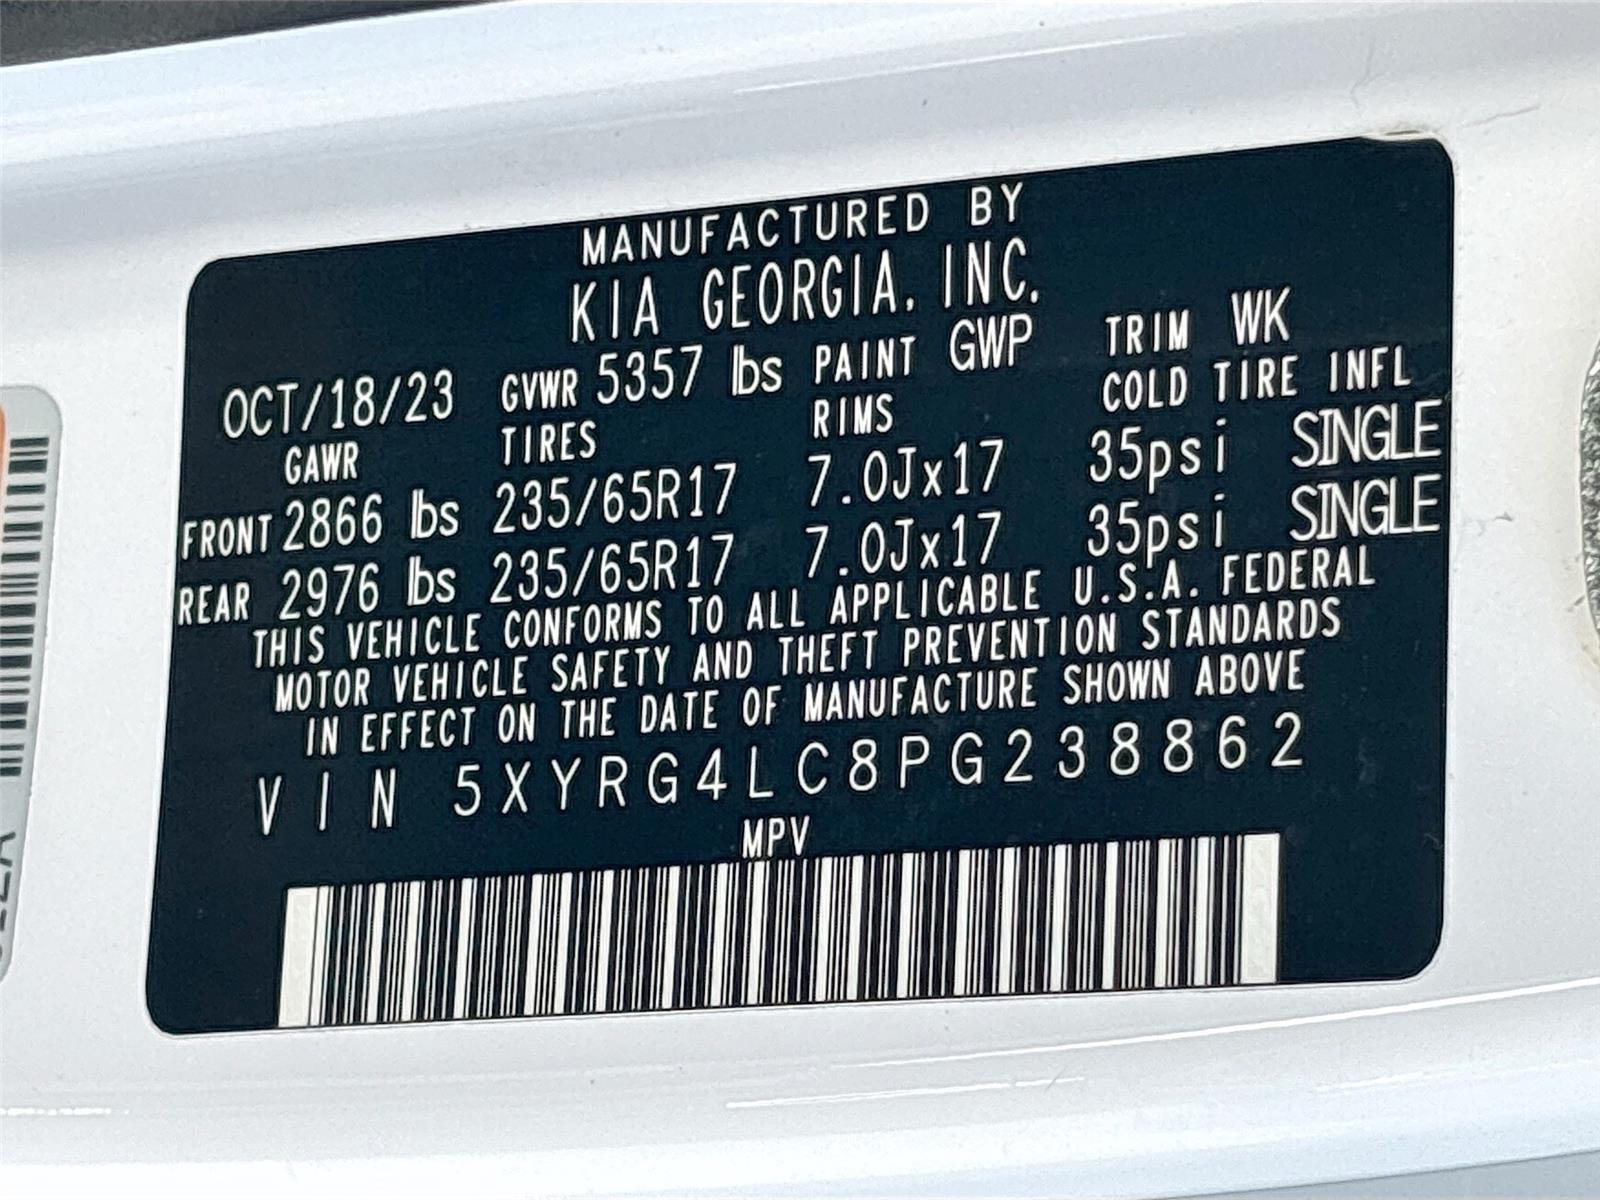 MANUFACTURED BY
KIA GEORGIA, INC.
OCT/18/23 GVWR 5357 lbs PAINT GWP TRIM WK
GAWR TIRES RIMS COLD TIRE INFL
FRONT 2866 lbs 235/65R17 7.0Jx17 35psi SINGLE
REAR 2976 lbs 235/65R17 7.0Jx17 35psi SINGLE
THIS VEHICLE CONFORMS TO ALL APPLICABLE U.S.A. FEDERAL
MOTOR VEHICLE SAFETY AND THEFT PREVENTION STANDARDS
IN EFFECT ON THE DATE OF MANUFACTURE SHOWN ABOVE
VIN 5XYRG4LC8PG238862
MPV